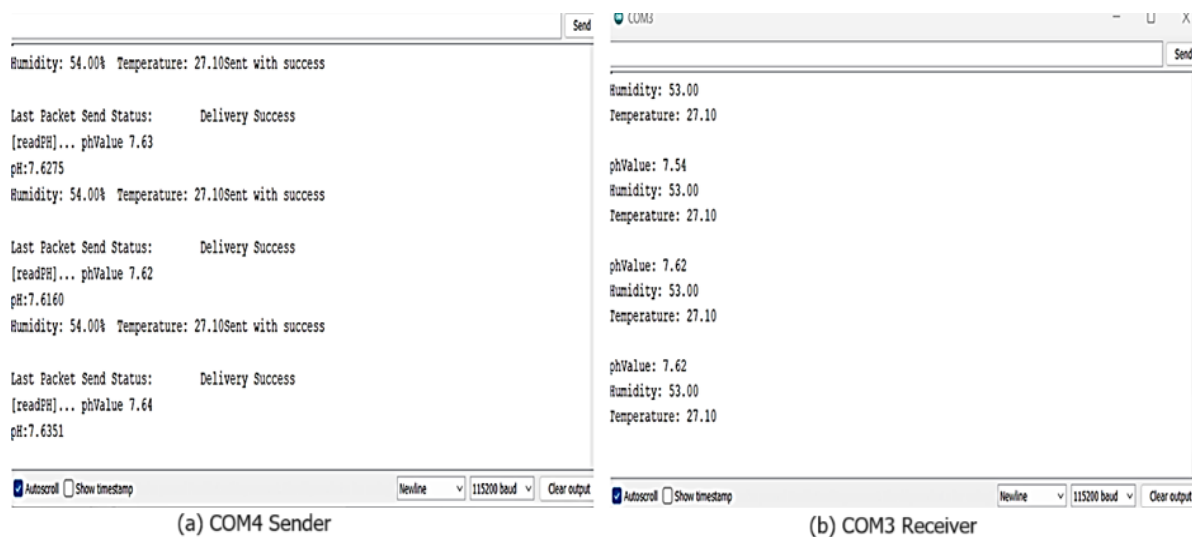 Send
Humidity: 54.00% Temperature: 27.10Sent with success
Last Packet Send Status: Delivery Success
[readPH]... phValue 7.63
pH:7.6275
Humidity: 54.00% Temperature: 27.10Sent with success
Last Packet Send Status: Delivery Success
[readPH]... phValue 7.62
pH:7.6160
Humidity: 54.00% Temperature: 27.10Sent with success
Last Packet Send Status: Delivery Success
[readPH]... phValue 7.64
pH:7.6351
Autoscroll Show timestamp Newline 115200 baud Clear output
(a) COM4 Sender
COM3
Send
Humidity: 53.00
Temperature: 27.10
phValue: 7.54
Humidity: 53.00
Temperature: 27.10
phValue: 7.62
Humidity: 53.00
Temperature: 27.10
phValue: 7.62
Humidity: 53.00
Temperature: 27.10
Autoscroll Show timestamp Newline 115200 baud Clear output
(b) COM3 Receiver